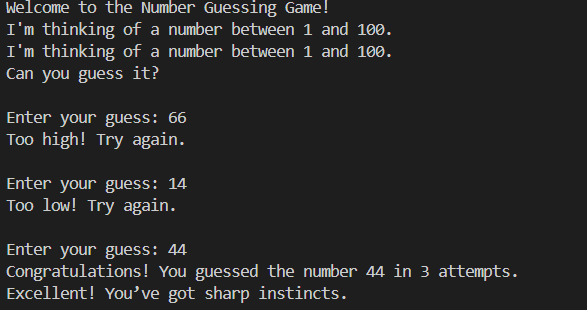 Welcome to the Number Guessing Game!
I'm thinking of a number between 1 and 100.
I'm thinking of a number between 1 and 100.
Can you guess it?
Enter your guess: 66
Too high! Try again.
Enter your guess: 14
Too low! Try again.
Enter your guess: 44
Congratulations! You guessed the number 44 in 3 attempts.
Excellent! You’ve got sharp instincts.